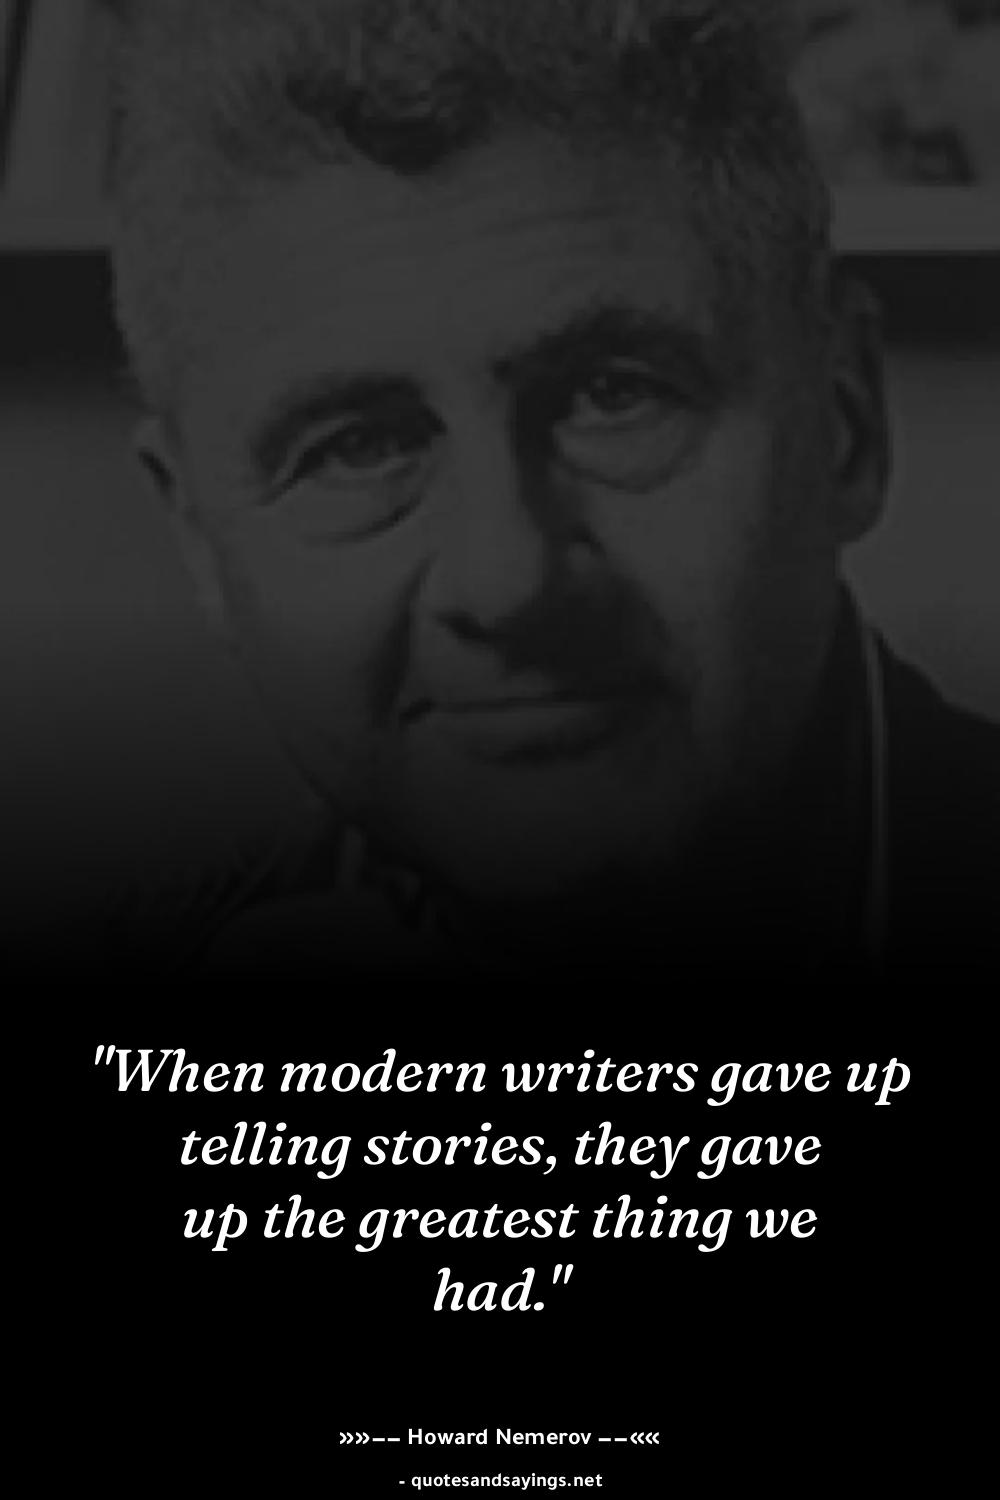 "When modern writers gave up
telling stories, they gave
up the greatest thing we
had."
»»–– Howard Nemerov ––««
- quotesandsayings.net